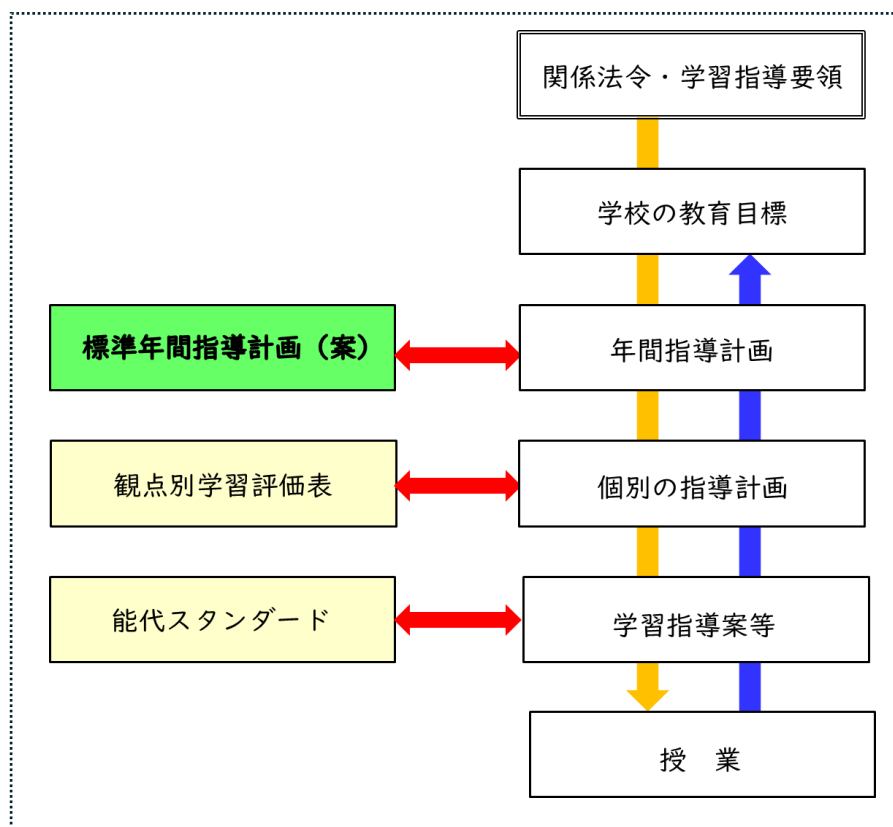 関係法令・学習指導要領
学校の教育目標
標準年間指導計画（案）
年間指導計画
観点別学習評価表
個別の指導計画
能代スタンダード
学習指導案等
授　業